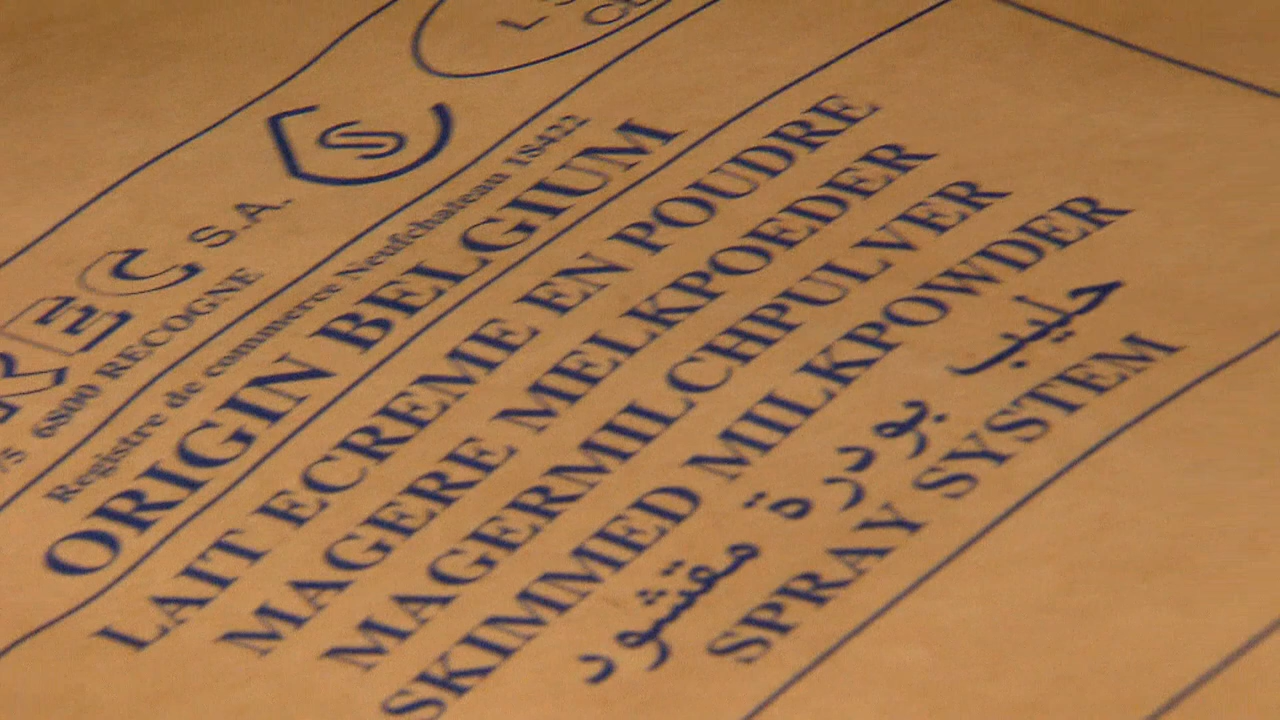 S
S.A.
6800 RECOGNE
Registre de commerce Neufchateau 18422
ORIGIN BELGIUM
LAIT ECREME EN POUDRE
MAGERE MELKPOEDER
MAGERMILCHPULVER
SKIMMED MILKPOWDER
حليب بودرة مقشود
SPRAY SYSTEM